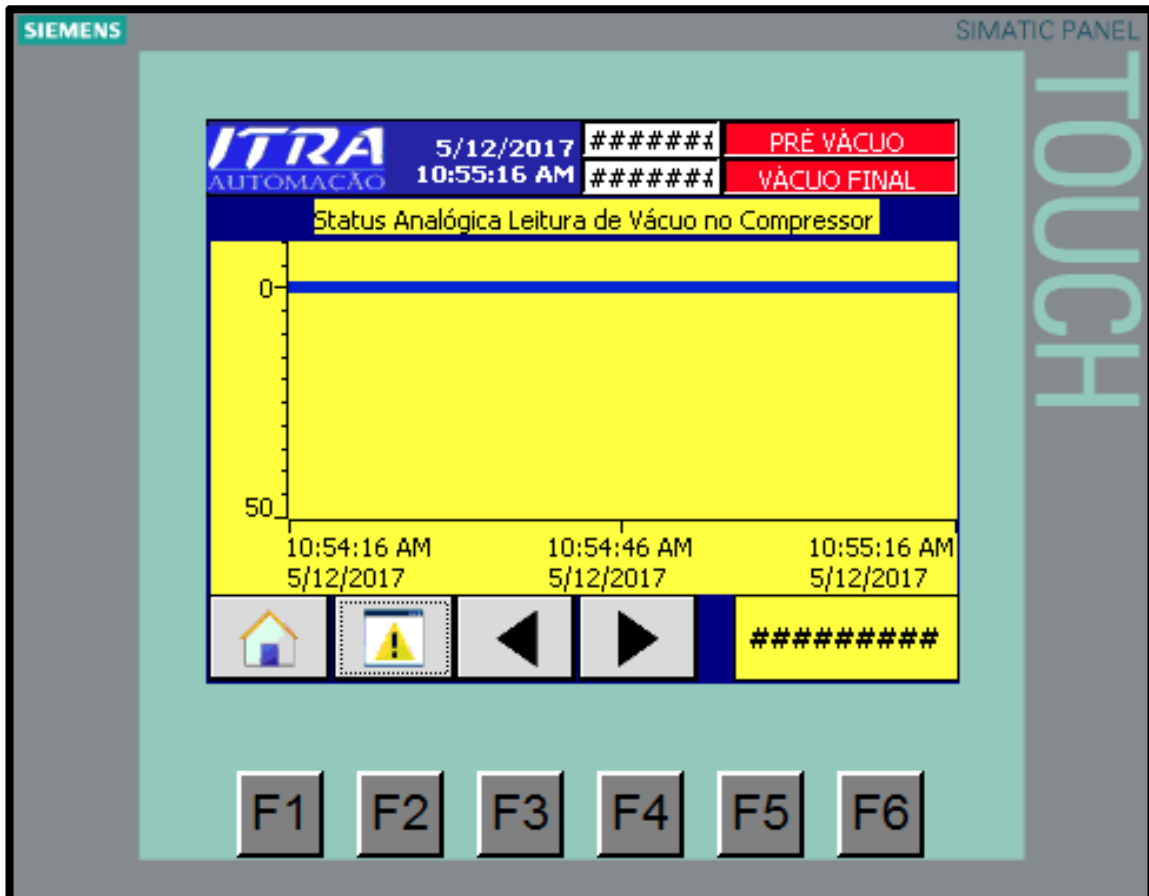 SIEMENS
SIMATIC PANEL
TOUCH
ITRA
AUTOMAÇÃO
5/12/2017
10:55:16 AM
#######
PRÉ VÁCUO
#######
VÁCUO FINAL
Status Analógica Leitura de Vácuo no Compressor
0
50
10:54:16 AM 10:54:46 AM 10:55:16 AM
5/12/2017 5/12/2017 5/12/2017
#########
F1 F2 F3 F4 F5 F6